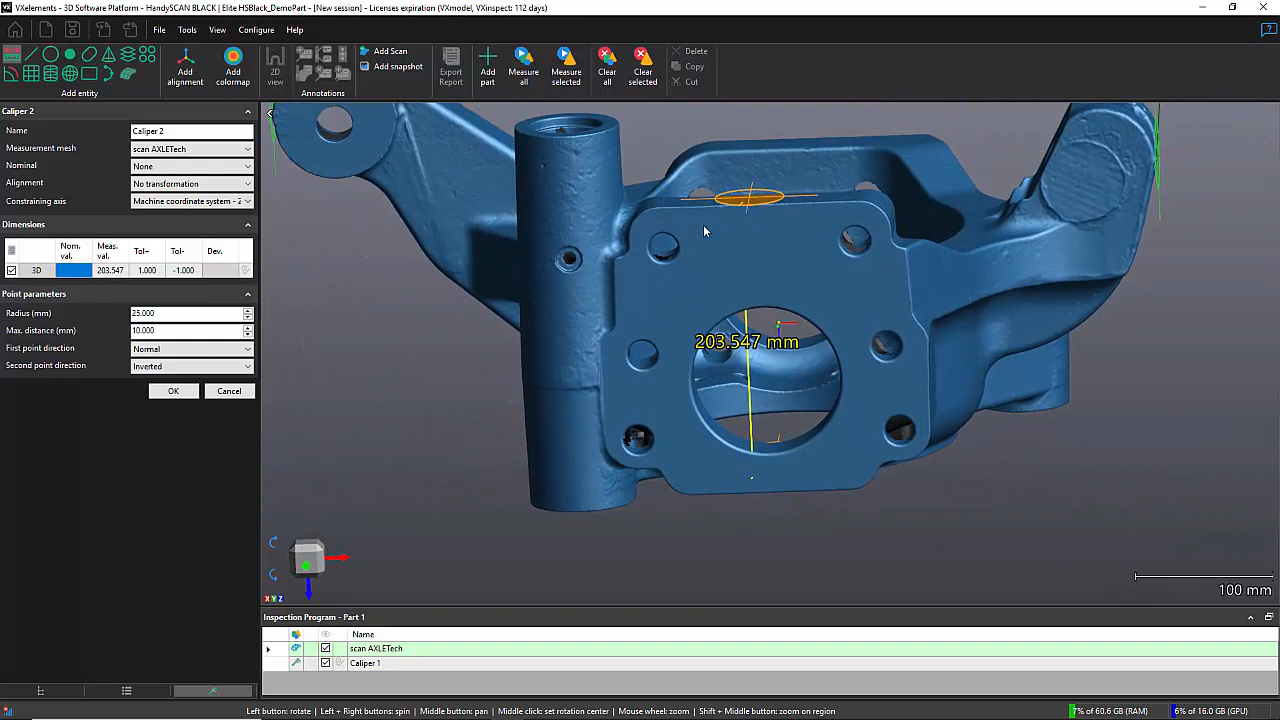 VXelements - 3D Software Platform - HandySCAN BLACK | Elite HSBlack_DemoPart - [New session] - Licenses expiration (VXmodel, VXinspect: 112 days)
File Tools View Configure Help
Add entity
Add alignment
Add colormap
2D view
Annotations
Add Scan
Add snapshot
Export Report
Add part
Measure all
Measure selected
Clear all
Clear selected
Delete
Copy
Cut
Caliper 2
Name Caliper 2
Measurement mesh scan AXLETech
Nominal None
Alignment No transformation
Constraining axis Machine coordinate system - Z
Dimensions
Nom. val. Meas. val. Tol+ Tol- Dev.
3D 203.547 1.000 -1.000
Point parameters
Radius (mm) 25.000
Max. distance (mm) 10.000
First point direction Normal
Second point direction Inverted
OK Cancel
203.547 mm
100 mm
X Y Z
Inspection Program - Part 1
Name
scan AXLETech
Caliper 1
Left button: rotate | Left + Right buttons: spin | Middle button: pan | Middle click: set rotation center | Mouse wheel: zoom | Shift + Middle button: zoom on region
7% of 60.6 GB (RAM) 6% of 16.0 GB (GPU)